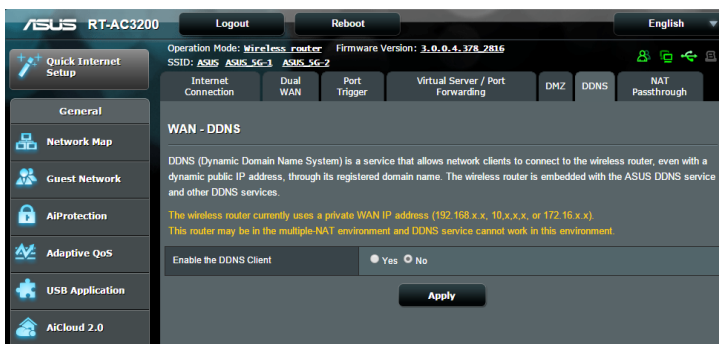 ASUS RT-AC3200 Logout Reboot English
Operation Mode: Wireless router Firmware Version: 3.0.0.4.378_2816
SSID: ASUS ASUS_5G-1 ASUS_5G-2
Quick Internet
Setup
Internet
Connection
Dual
WAN
Port
Trigger
Virtual Server / Port
Forwarding
DMZ
DDNS
NAT
Passthrough
General
Network Map
Guest Network
AiProtection
Adaptive QoS
USB Application
AiCloud 2.0
WAN - DDNS
DDNS (Dynamic Domain Name System) is a service that allows network clients to connect to the wireless router, even with a
dynamic public IP address, through its registered domain name. The wireless router is embedded with the ASUS DDNS service
and other DDNS services.
The wireless router currently uses a private WAN IP address (192.168.x.x, 10,x,x,x, or 172.16.x.x).
This router may be in the multiple-NAT environment and DDNS service cannot work in this environment.
Enable the DDNS Client Yes No
Apply